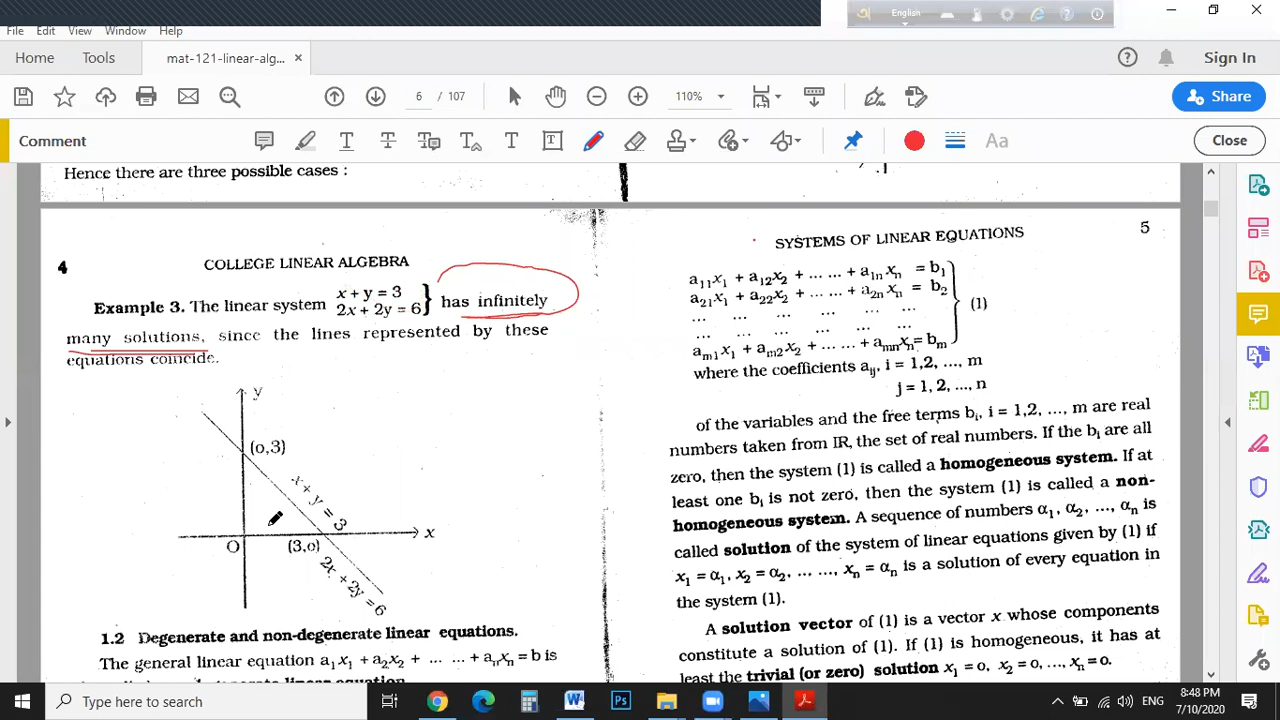 English
File Edit View Window Help
Home Tools mat-121-linear-alg... × Sign In
6 / 107 110% Share
Comment Close
Hence there are three possible cases :
4 COLLEGE LINEAR ALGEBRA
Example 3. The linear system x + y = 3
2x + 2y = 6 } has infinitely
many solutions, since the lines represented by these
equations coincide.
y
(o,3)
x + y = 3
x
O (3,o)
2x + 2y = 6
1.2 Degenerate and non-degenerate linear equations.
The general linear equation a₁x₁ + a₂x₂ + ... ... + aₙxₙ = b is
SYSTEMS OF LINEAR EQUATIONS 5
a₁₁x₁ + a₁₂x₂ + ... ... + a₁ₙxₙ = b₁
a₂₁x₁ + a₂₂x₂ + ... ... + a₂ₙxₙ = b₂
... ... ... ... ...
... ... ... ... ...
aₘ₁x₁ + aₘ₂x₂ + ... ... + aₘₙxₙ = bₘ
(1)
where the coefficients aᵢⱼ, i = 1,2, ..., m
j = 1, 2, ..., n
of the variables and the free terms bᵢ, i = 1,2, ..., m are real
numbers taken from IR, the set of real numbers. If the bᵢ are all
zero, then the system (1) is called a homogeneous system. If at
least one bᵢ is not zero, then the system (1) is called a non-
homogeneous system. A sequence of numbers α₁, α₂, ..., αₙ is
called solution of the system of linear equations given by (1) if
x₁ = α₁, x₂ = α₂, ... ..., xₙ = αₙ is a solution of every equation in
the system (1).
A solution vector of (1) is a vector x whose components
constitute a solution of (1). If (1) is homogeneous, it has at
least the trivial (or zero) solution x₁ = o, x₂ = o, ..., xₙ = o.
Type here to search
ENG
8:48 PM
7/10/2020